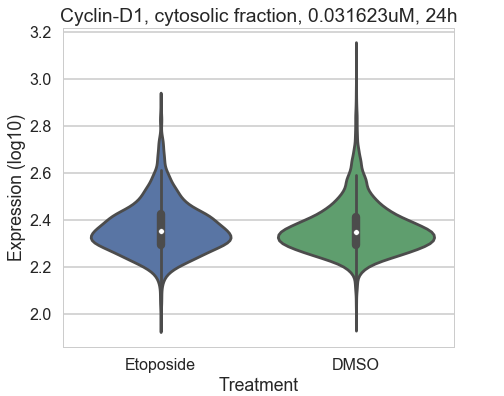 Cyclin-D1, cytosolic fraction, 0.031623uM, 24h
3.2
3.0
2.8
2.6
2.4
2.2
2.0
Expression (log10)
Etoposide DMSO
Treatment